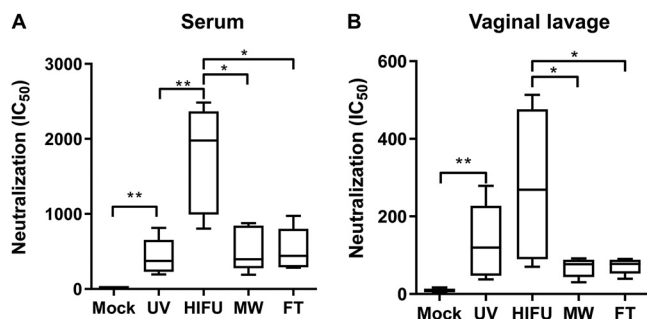 A
Serum
Neutralization (IC50)
3000
2000
1000
0
**
**
*
*
Mock UV HIFU MW FT
B
Vaginal lavage
Neutralization (IC50)
600
400
200
0
**
*
*
Mock UV HIFU MW FT